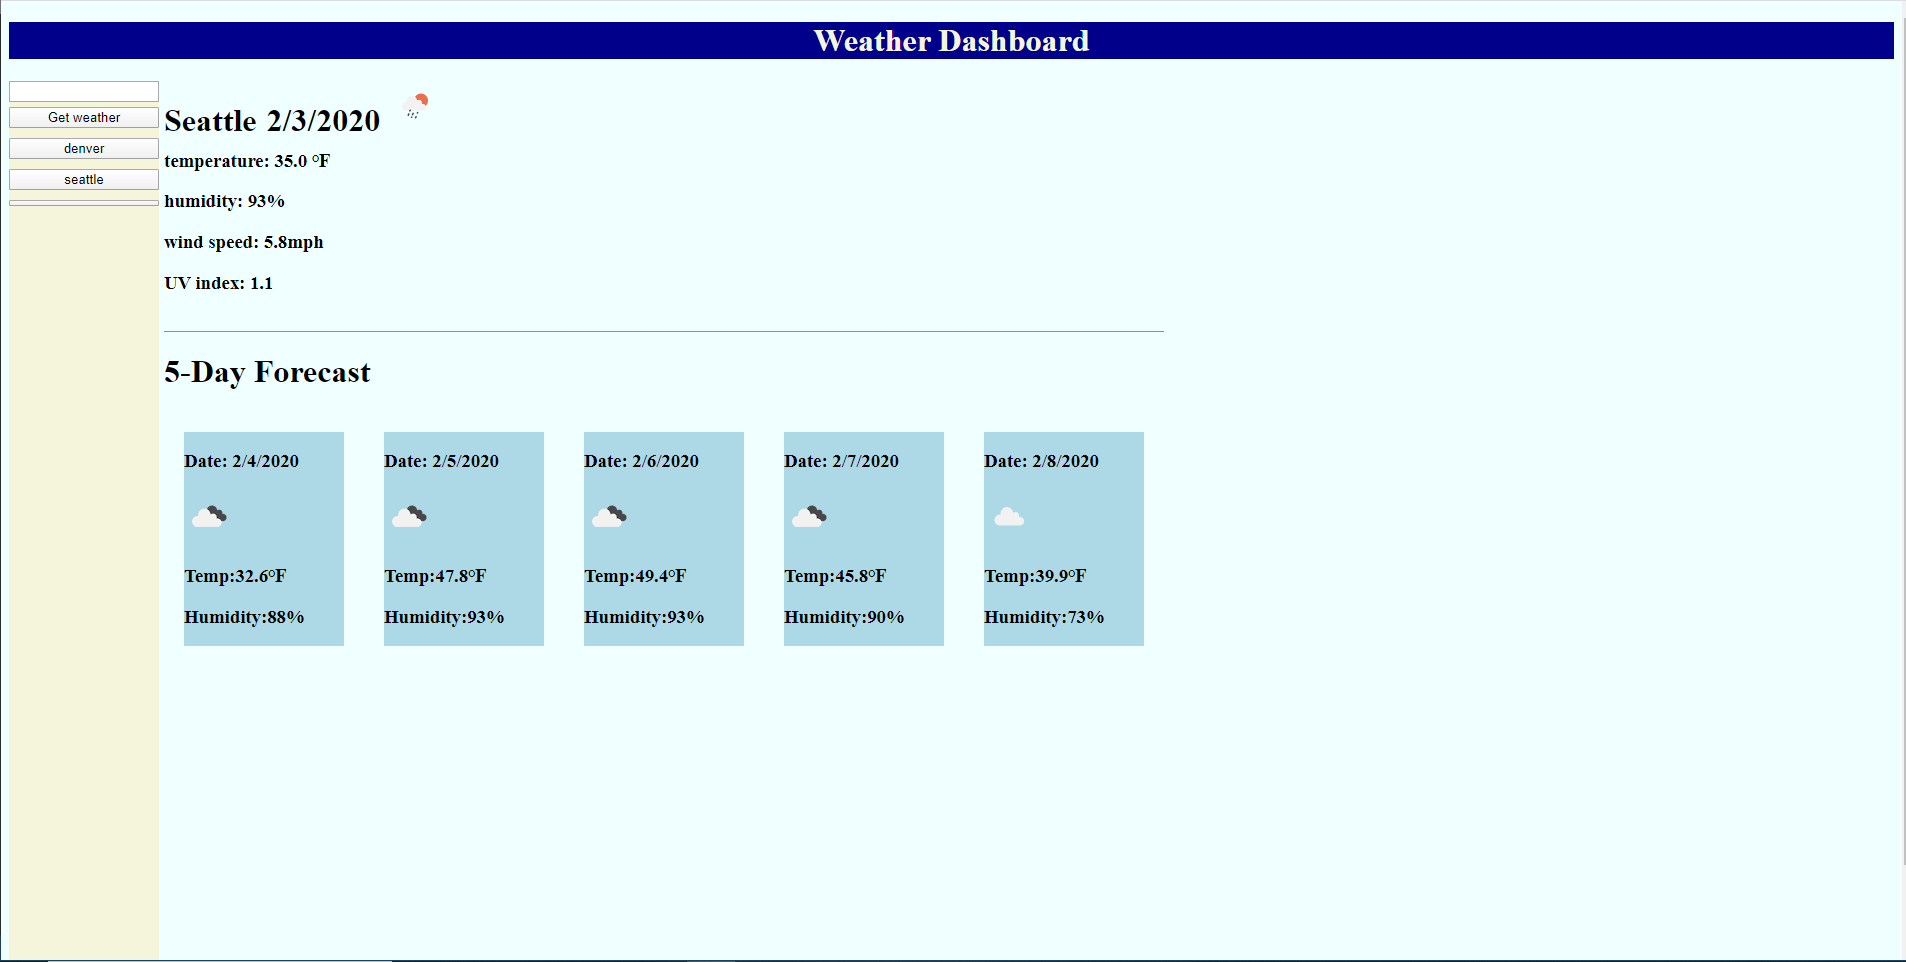 Weather Dashboard
Get weather
denver
seattle
Seattle 2/3/2020
temperature: 35.0 °F
humidity: 93%
wind speed: 5.8mph
UV index: 1.1
5-Day Forecast
Date: 2/4/2020
Temp:32.6°F
Humidity:88%
Date: 2/5/2020
Temp:47.8°F
Humidity:93%
Date: 2/6/2020
Temp:49.4°F
Humidity:93%
Date: 2/7/2020
Temp:45.8°F
Humidity:90%
Date: 2/8/2020
Temp:39.9°F
Humidity:73%